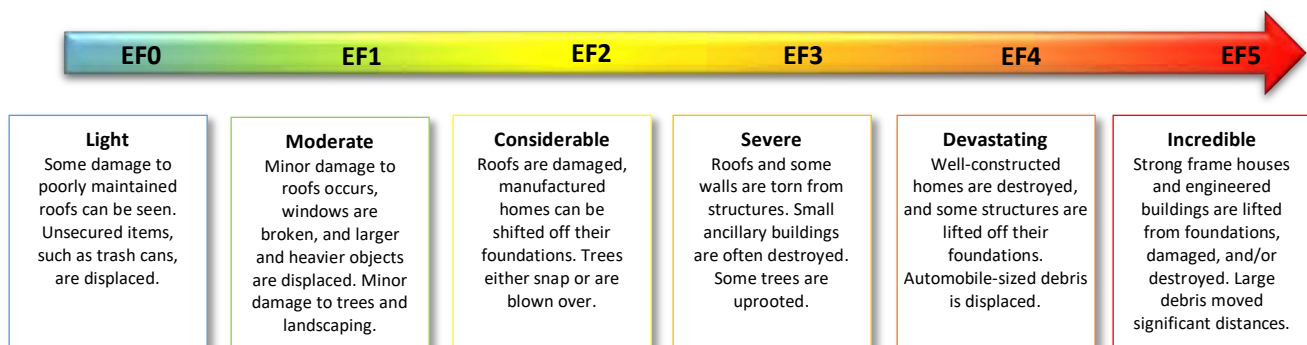 EF0 EF1 EF2 EF3 EF4 EF5
Light
Some damage to
poorly maintained
roofs can be seen.
Unsecured items,
such as trash cans,
are displaced.
Moderate
Minor damage to
roofs occurs,
windows are
broken, and larger
and heavier objects
are displaced. Minor
damage to trees and
landscaping.
Considerable
Roofs are damaged,
manufactured
homes can be
shifted off their
foundations. Trees
either snap or are
blown over.
Severe
Roofs and some
walls are torn from
structures. Small
ancillary buildings
are often destroyed.
Some trees are
uprooted.
Devastating
Well-constructed
homes are destroyed,
and some structures are
lifted off their
foundations.
Automobile-sized debris
is displaced.
Incredible
Strong frame houses
and engineered
buildings are lifted
from foundations,
damaged, and/or
destroyed. Large
debris moved
significant distances.